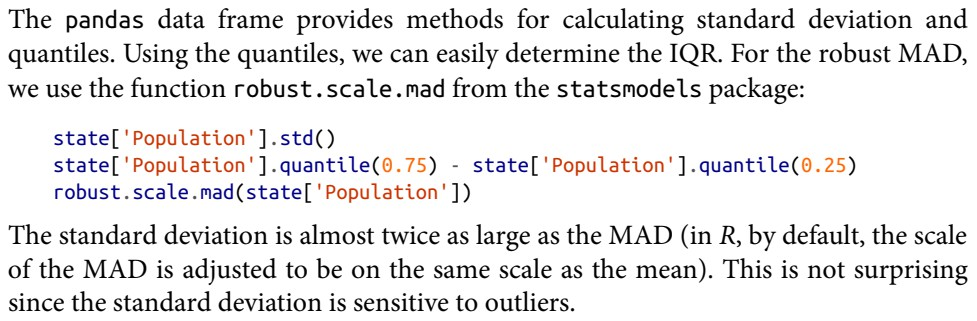 The pandas data frame provides methods for calculating standard deviation and
quantiles. Using the quantiles, we can easily determine the IQR. For the robust MAD,
we use the function robust.scale.mad from the statsmodels package:
state['Population'].std()
state['Population'].quantile(0.75) - state['Population'].quantile(0.25)
robust.scale.mad(state['Population'])
The standard deviation is almost twice as large as the MAD (in R, by default, the scale
of the MAD is adjusted to be on the same scale as the mean). This is not surprising
since the standard deviation is sensitive to outliers.